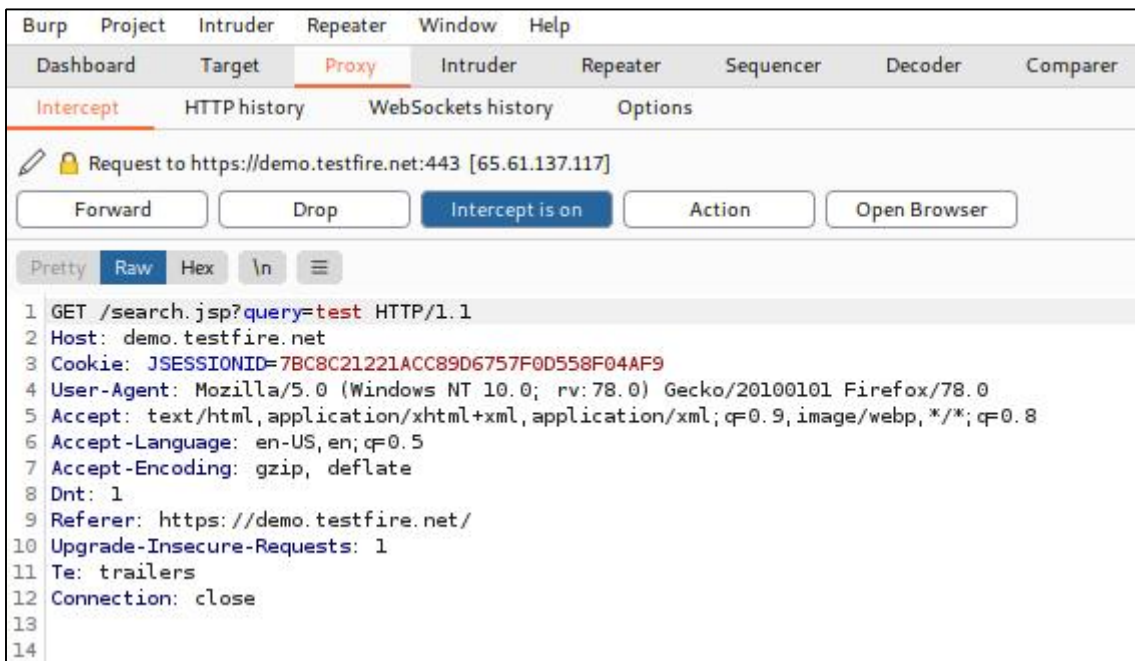 Burp Project Intruder Repeater Window Help
Dashboard Target Proxy Intruder Repeater Sequencer Decoder Comparer
Intercept HTTP history WebSockets history Options
Request to https://demo.testfire.net:443 [65.61.137.117]
Forward Drop Intercept is on Action Open Browser
Pretty Raw Hex \n
1 GET /search.jsp?query=test HTTP/1.1
2 Host: demo.testfire.net
3 Cookie: JSESSIONID=7BC8C21221ACC89D6757F0D558F04AF9
4 User-Agent: Mozilla/5.0 (Windows NT 10.0; rv:78.0) Gecko/20100101 Firefox/78.0
5 Accept: text/html,application/xhtml+xml,application/xml;q=0.9,image/webp,*/*;q=0.8
6 Accept-Language: en-US,en;q=0.5
7 Accept-Encoding: gzip, deflate
8 Dnt: 1
9 Referer: https://demo.testfire.net/
10 Upgrade-Insecure-Requests: 1
11 Te: trailers
12 Connection: close
13
14